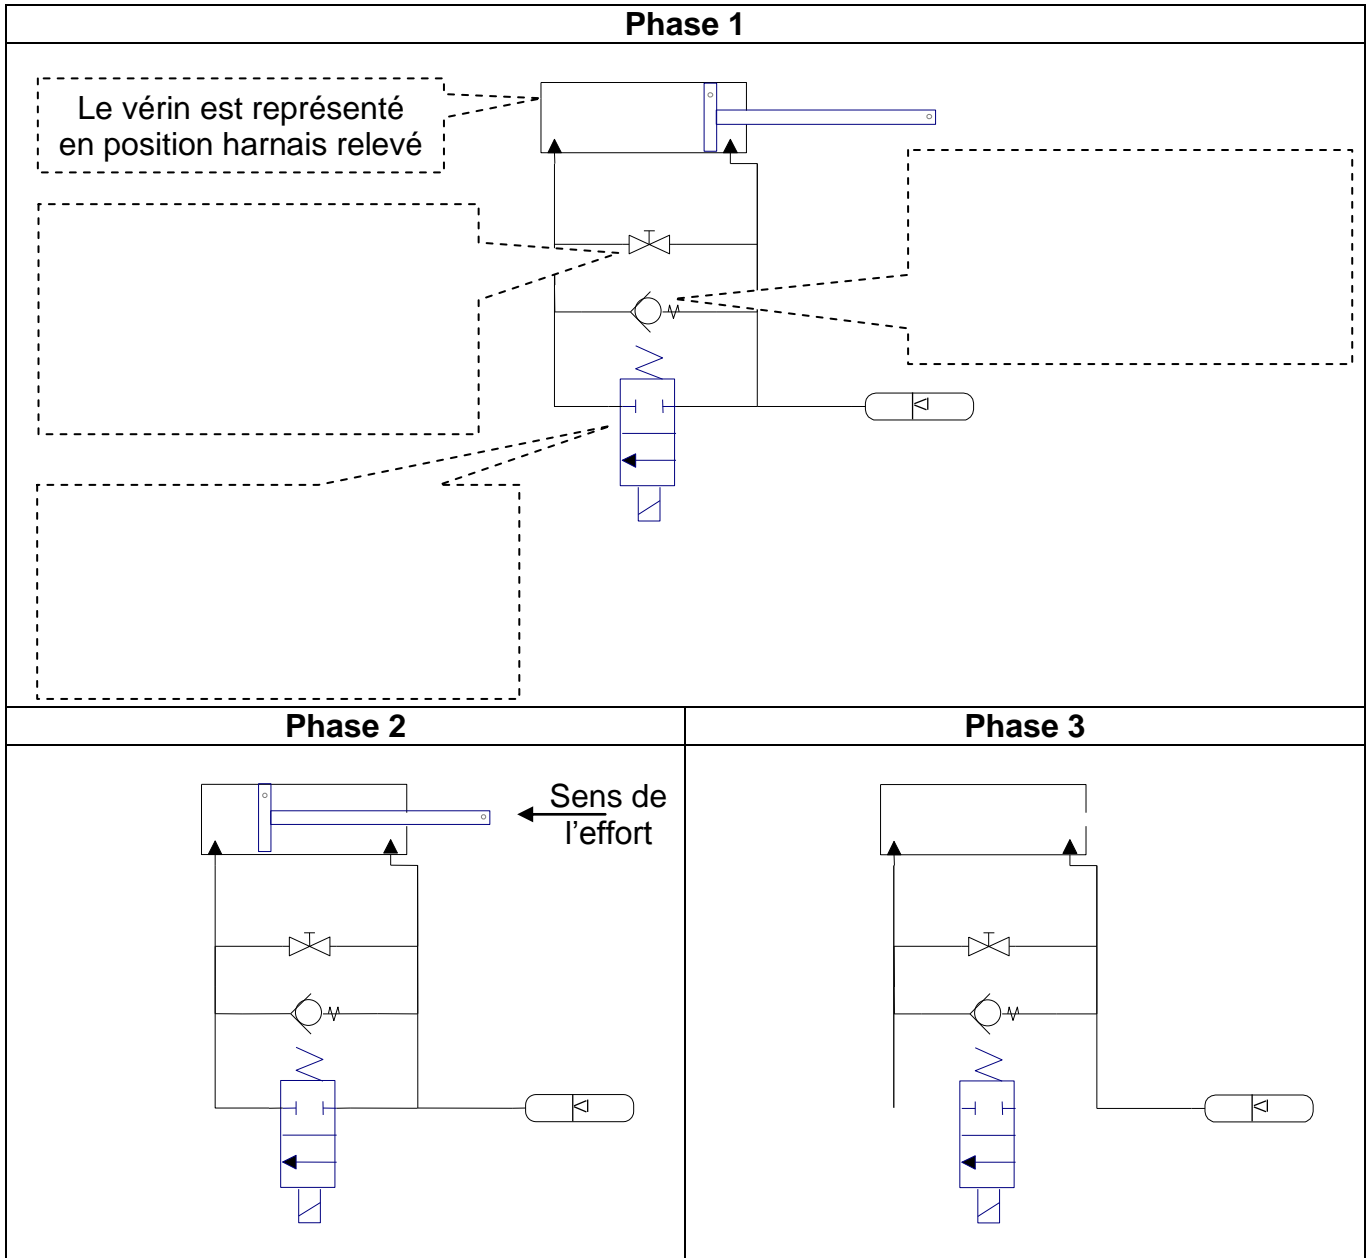 Phase 1
Le vérin est représenté
en position harnais relevé
Phase 2
Phase 3
Sens de
l'effort